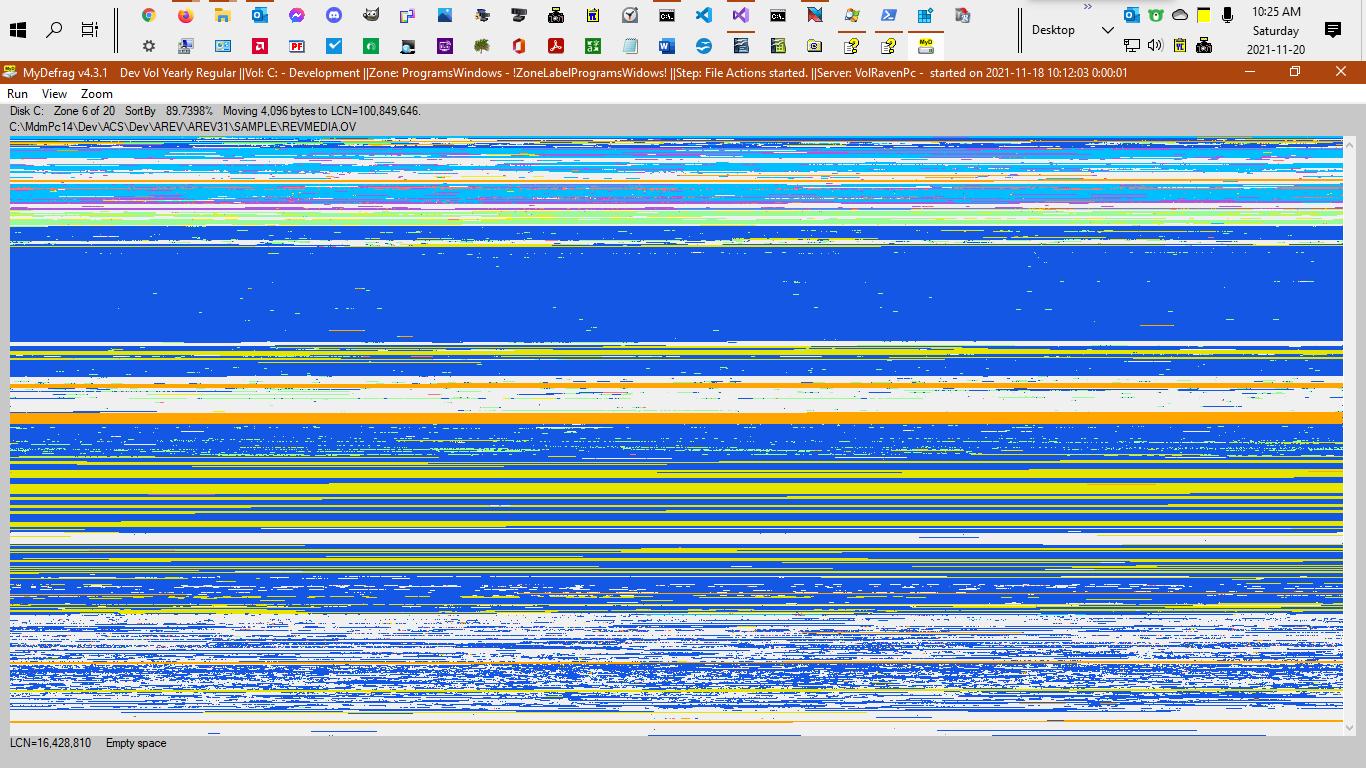 10:25 AM
Desktop
Saturday
2021-11-20
MyDefrag v4.3.1 Dev Vol Yearly Regular ||Vol: C: - Development ||Zone: ProgramsWindows - !ZoneLabelProgramsWidows! ||Step: File Actions started. ||Server: VolRavenPc - started on 2021-11-18 10:12:03 0:00:01
Run View Zoom
Disk C: Zone 6 of 20 SortBy 89.7398% Moving 4,096 bytes to LCN=100,849,646.
C:\MdmPc14\Dev\ACS\Dev\AREV\AREV31\SAMPLE\REVMEDIA.OV
LCN=16,428,810 Empty space